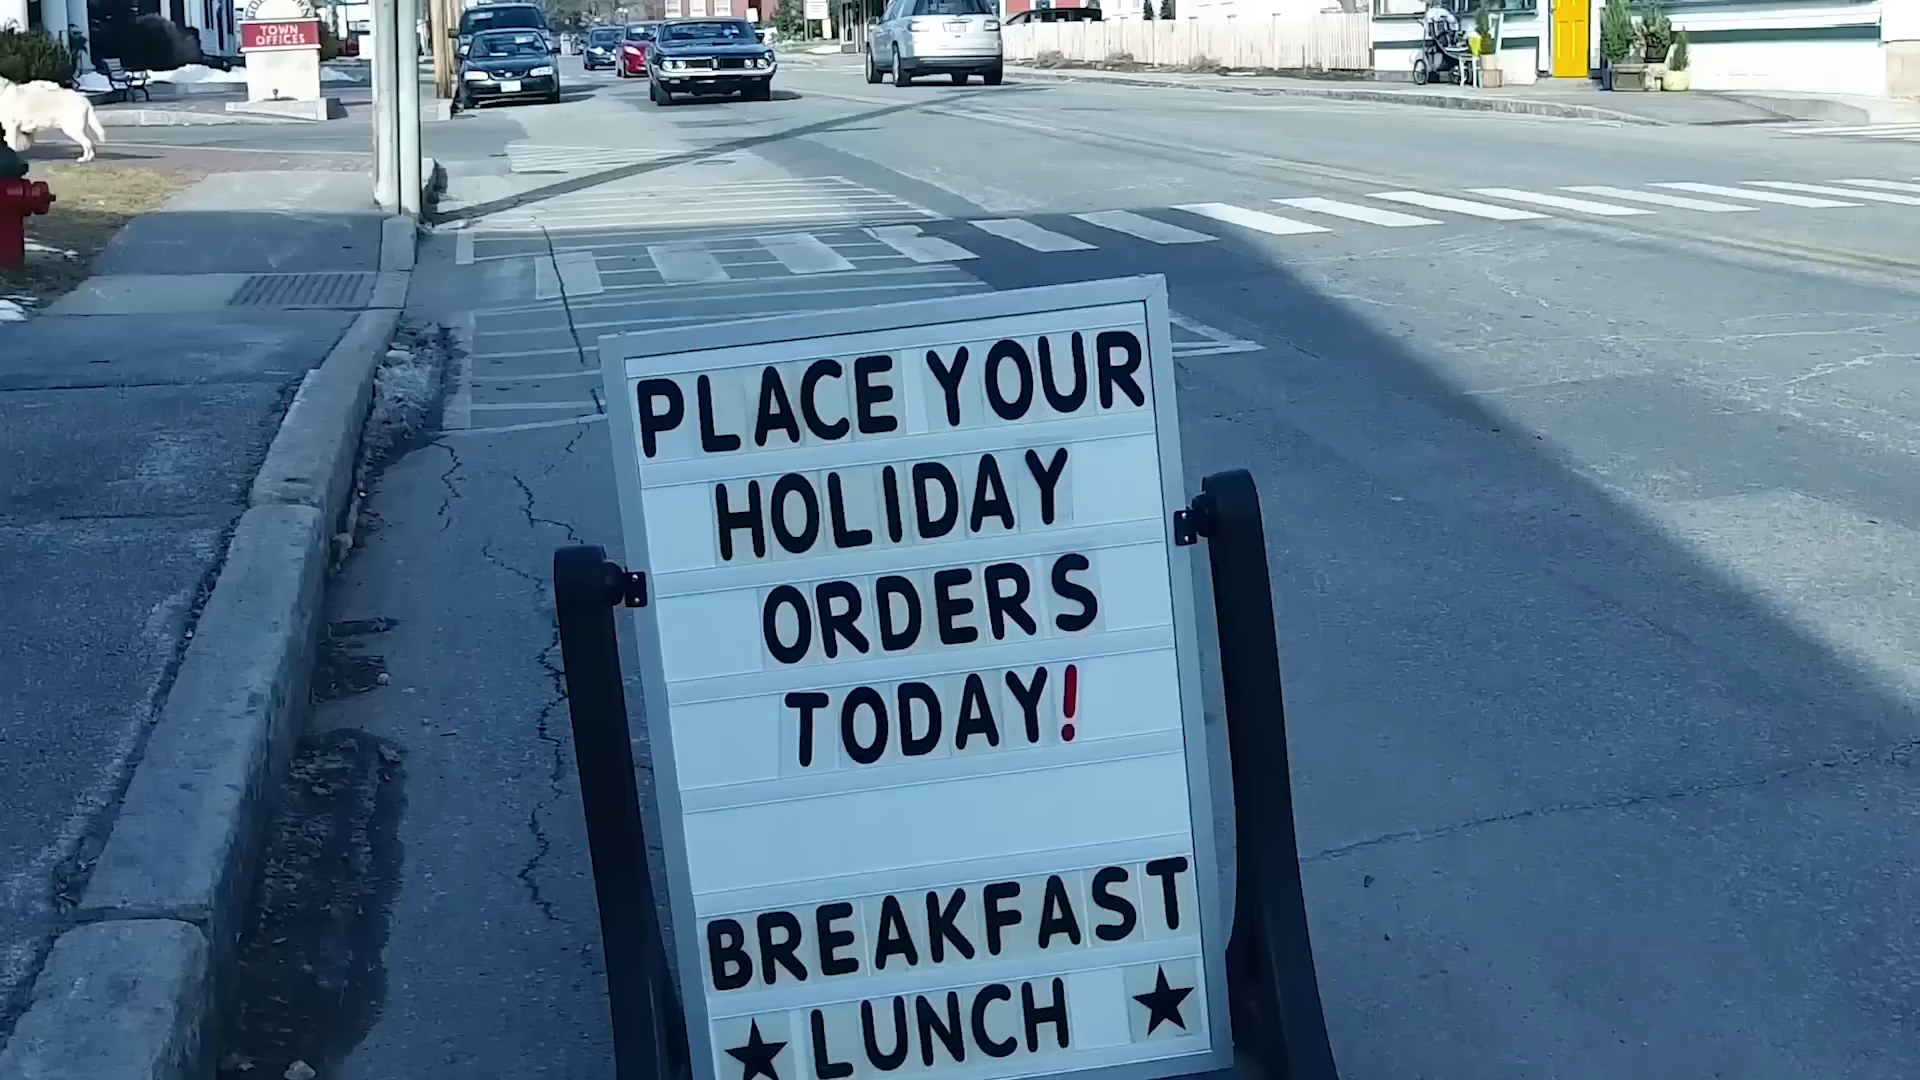 TOWN
OFFICES
PLACE YOUR
HOLIDAY
ORDERS
TODAY!
BREAKFAST
★ LUNCH ★